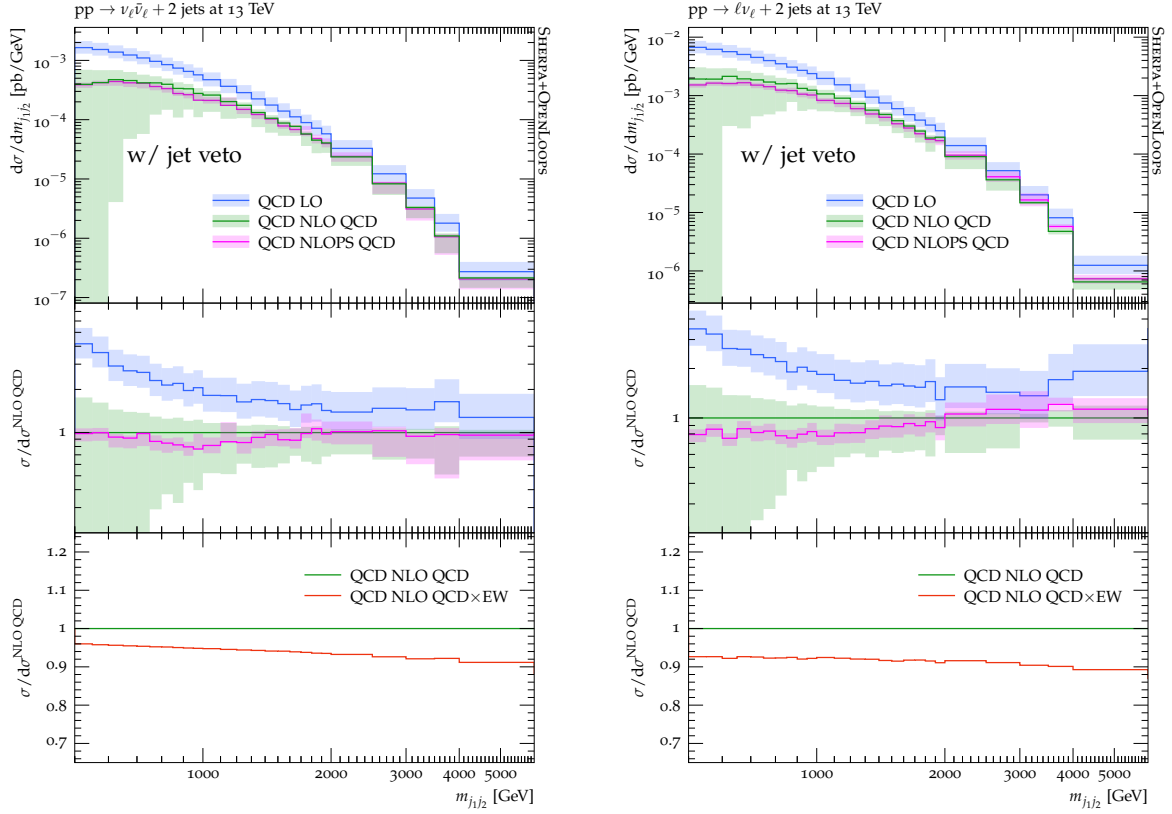 pp → ν_ℓ ν̄_ℓ + 2 jets at 13 TeV
SHERPA+OPENLOOPS
dσ/dm_{j1j2} [pb/GeV]
10^−3
10^−4
10^−5
10^−6
10^−7
w/ jet veto
QCD LO
QCD NLO QCD
QCD NLOPS QCD
σ/dσ^{NLO QCD}
1
σ/dσ^{NLO QCD}
1.2
1.1
1
0.9
0.8
0.7
QCD NLO QCD
QCD NLO QCD×EW
1000 2000 3000 4000 5000
m_{j1j2} [GeV]
pp → ℓν_ℓ + 2 jets at 13 TeV
SHERPA+OPENLOOPS
dσ/dm_{j1j2} [pb/GeV]
10^−2
10^−3
10^−4
10^−5
10^−6
w/ jet veto
QCD LO
QCD NLO QCD
QCD NLOPS QCD
σ/dσ^{NLO QCD}
1
σ/dσ^{NLO QCD}
1.2
1.1
1
0.9
0.8
0.7
QCD NLO QCD
QCD NLO QCD×EW
1000 2000 3000 4000 5000
m_{j1j2} [GeV]